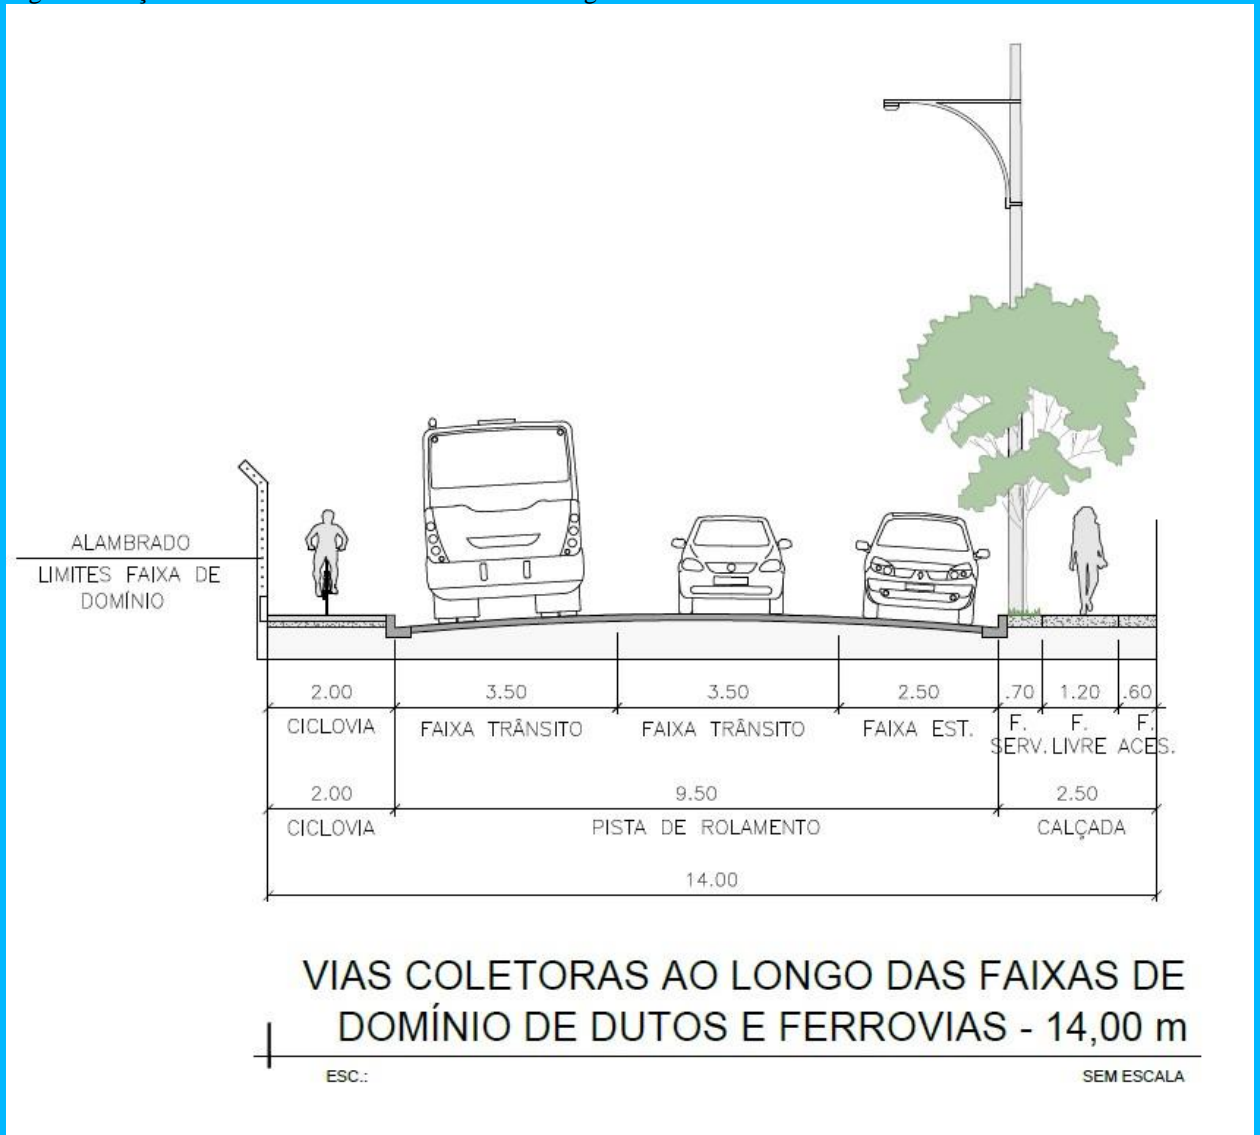 ALAMBRADO
LIMITES FAIXA DE
DOMÍNIO
2.00
3.50
3.50
2.50
.70
1.20
.60
CICLOVIA
FAIXA TRÂNSITO
FAIXA TRÂNSITO
FAIXA EST.
F.
SERV.
F.
LIVRE
F.
ACES.
2.00
9.50
2.50
CICLOVIA
PISTA DE ROLAMENTO
CALÇADA
14.00
VIAS COLETORAS AO LONGO DAS FAIXAS DE
DOMÍNIO DE DUTOS E FERROVIAS - 14,00 m
ESC.:
SEM ESCALA